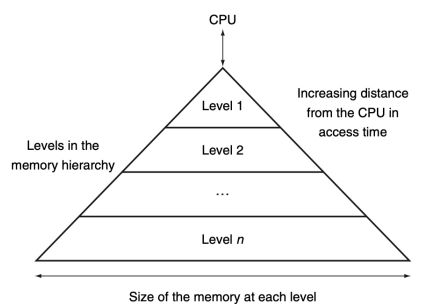 CPU
Level 1
Increasing distance
from the CPU in
access time
Levels in the
memory hierarchy
Level 2
...
Level n
Size of the memory at each level